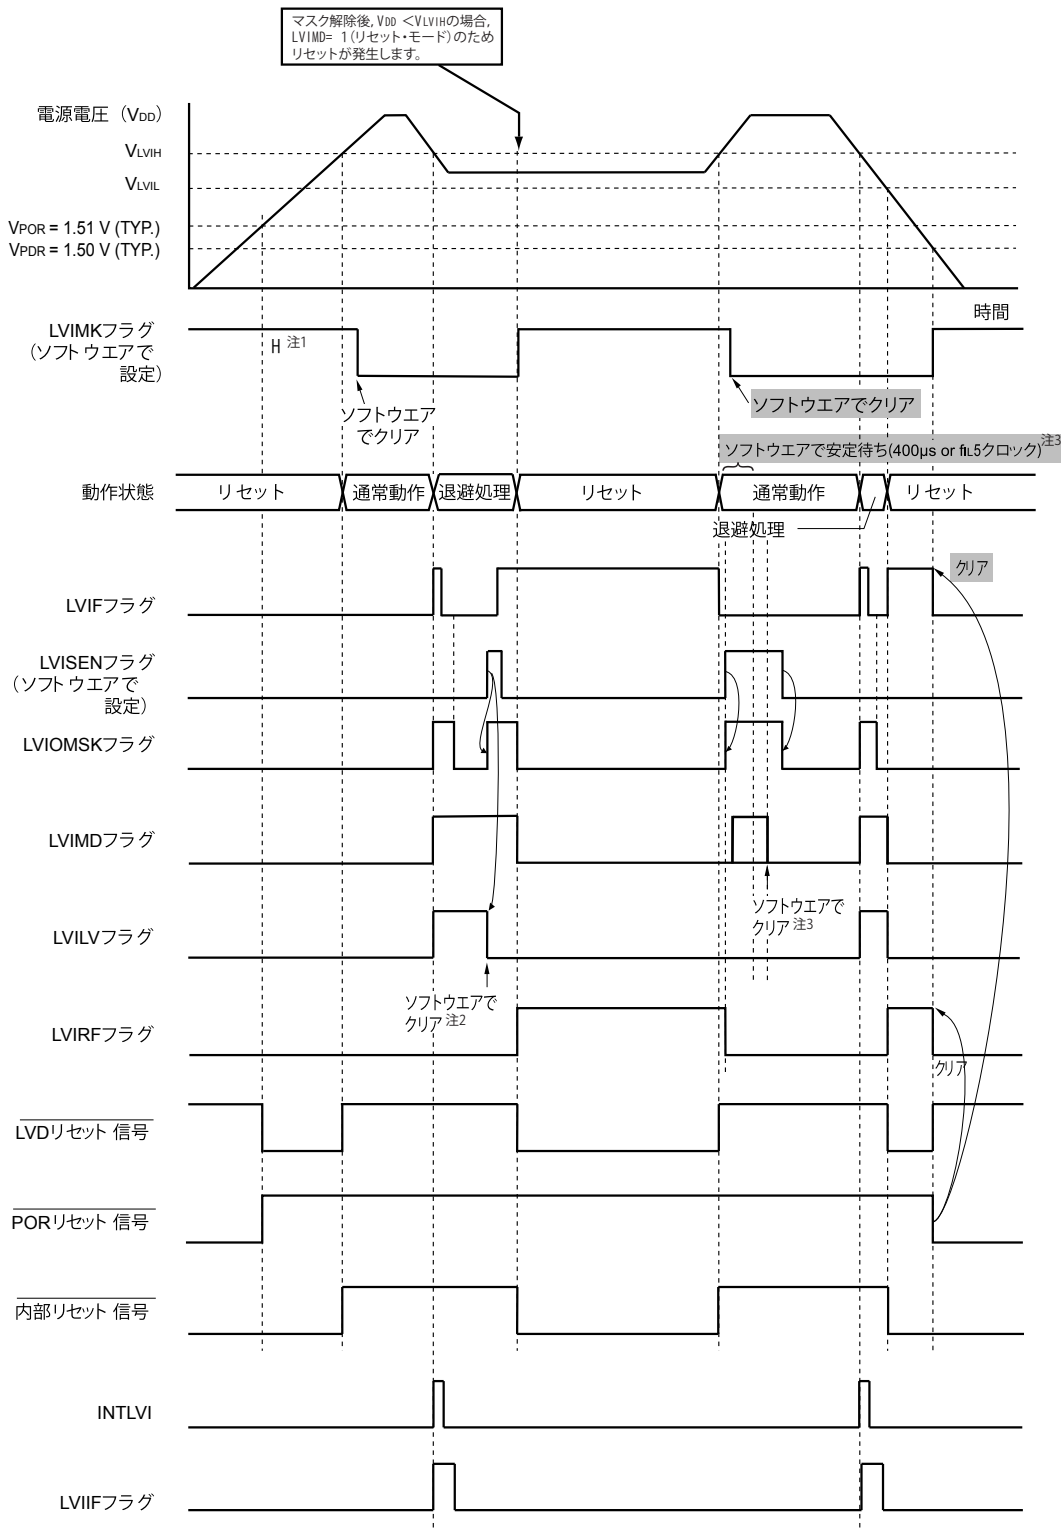 マスク解除後, VDD <VLVIHの場合,
LVIMD= 1(リセット・モード)のため
リセットが発生します。
電源電圧（VDD）
VLVIH
VLVIL
VPOR = 1.51 V (TYP.)
VPDR = 1.50 V (TYP.)
時間
LVIMKフラグ
（ソフトウエアで
設定）
H 注1
ソフトウエア
でクリア
ソフトウエアでクリア
ソフトウエアで安定待ち(400µs or fIL5クロック)注3
動作状態
リセット
通常動作
退避処理
リセット
通常動作
リセット
退避処理
LVIFフラグ
クリア
LVISENフラグ
（ソフトウエアで
設定）
LVIOMSKフラグ
LVIMDフラグ
ソフトウエアで
クリア 注3
LVILVフラグ
ソフトウエアで
クリア 注2
LVIRFフラグ
クリア
LVDリセット信号
PORリセット信号
内部リセット信号
INTLVI
LVIIFフラグ